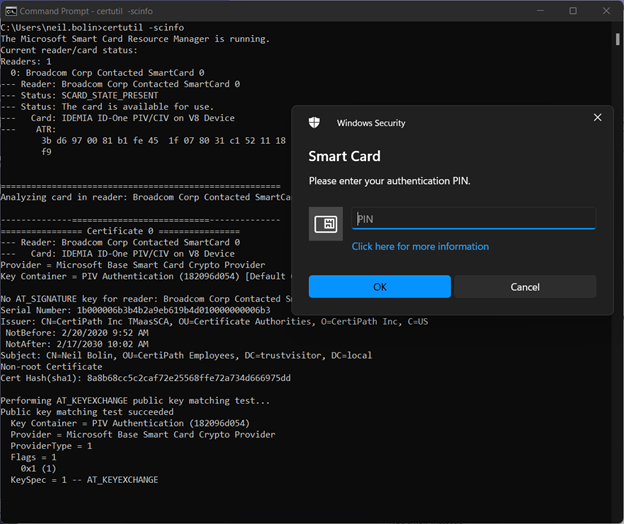 Command Prompt - certutil -scinfo
C:\Users\neil.bolin>certutil -scinfo
The Microsoft Smart Card Resource Manager is running.
Current reader/card status:
Readers: 1
0: Broadcom Corp Contacted SmartCard 0
--- Reader: Broadcom Corp Contacted SmartCard 0
--- Status: SCARD_STATE_PRESENT
--- Status: The card is available for use.
--- Card: IDEMIA ID-One PIV/CIV on V8 Device
--- ATR:
3b d6 97 00 81 b1 fe 45 1f 07 80 31 c1 52 11 18
f9
=======================================================
Analyzing card in reader: Broadcom Corp Contacted SmartCa
--------------===========================--------------
================ Certificate 0 ================
--- Reader: Broadcom Corp Contacted SmartCard 0
--- Card: IDEMIA ID-One PIV/CIV on V8 Device
Provider = Microsoft Base Smart Card Crypto Provider
Key Container = PIV Authentication (182096d054) [Default
No AT_SIGNATURE key for reader: Broadcom Corp Contacted
Serial Number: 1b000006b3b4b2a9eb619b4d010000000006b3
Issuer: CN=CertiPath Inc TMaasSCA, OU=Certificate Authorities, O=CertiPath Inc, C=US
NotBefore: 2/20/2020 9:52 AM
NotAfter: 2/17/2030 10:02 AM
Subject: CN=Neil Bolin, OU=CertiPath Employees, DC=trustvisitor, DC=local
Non-root Certificate
Cert Hash(sha1): 8a8b68cc5c2caf72e25568ffe72a734d666975dd
Performing AT_KEYEXCHANGE public key matching test...
Public key matching test succeeded
Key Container = PIV Authentication (182096d054)
Provider = Microsoft Base Smart Card Crypto Provider
ProviderType = 1
Flags = 1
0x1 (1)
KeySpec = 1 -- AT_KEYEXCHANGE
Windows Security
Smart Card
Please enter your authentication PIN.
PIN
Click here for more information
OK Cancel